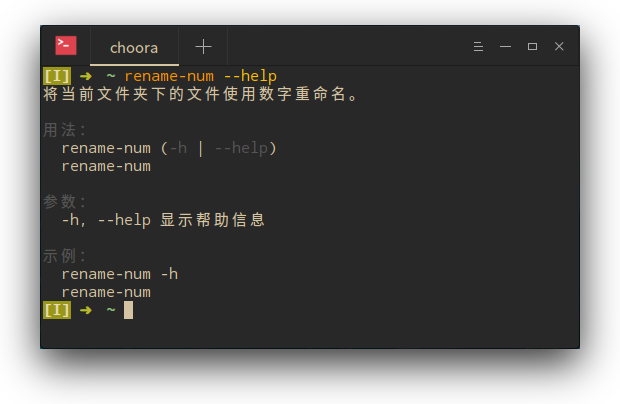 choora
[I] ➜ ~ rename-num --help
将当前文件夹下的文件使用数字重命名。
用法:
rename-num (-h | --help)
rename-num
参数:
-h, --help 显示帮助信息
示例:
rename-num -h
rename-num
[I] ➜ ~